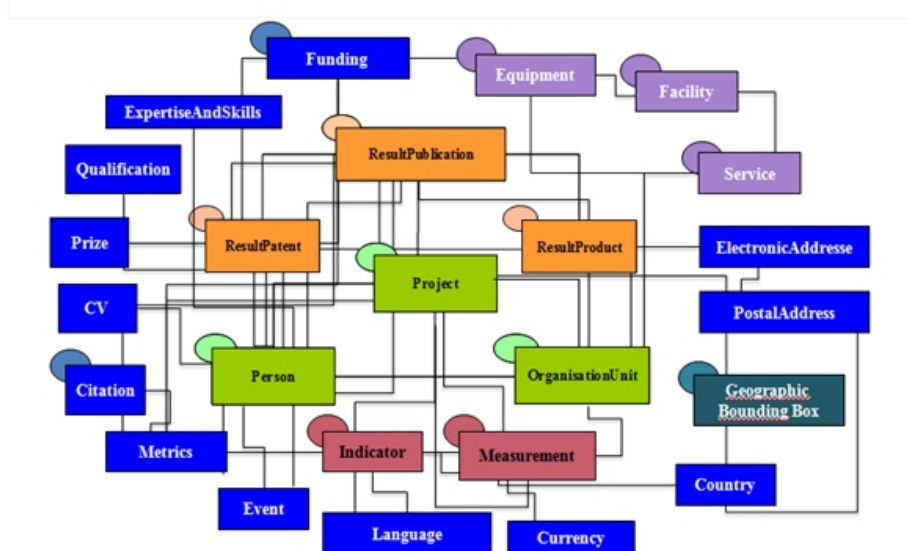 Funding
Equipment
Facility
ExpertiseAndSkills
ResultPublication
Qualification
Service
Prize
ResultPatent
ResultProduct
ElectronicAddresse
Project
CV
PostalAddress
Person
OrganisationUnit
Citation
Geographic
Bounding Box
Metrics
Indicator
Measurement
Country
Event
Language
Currency